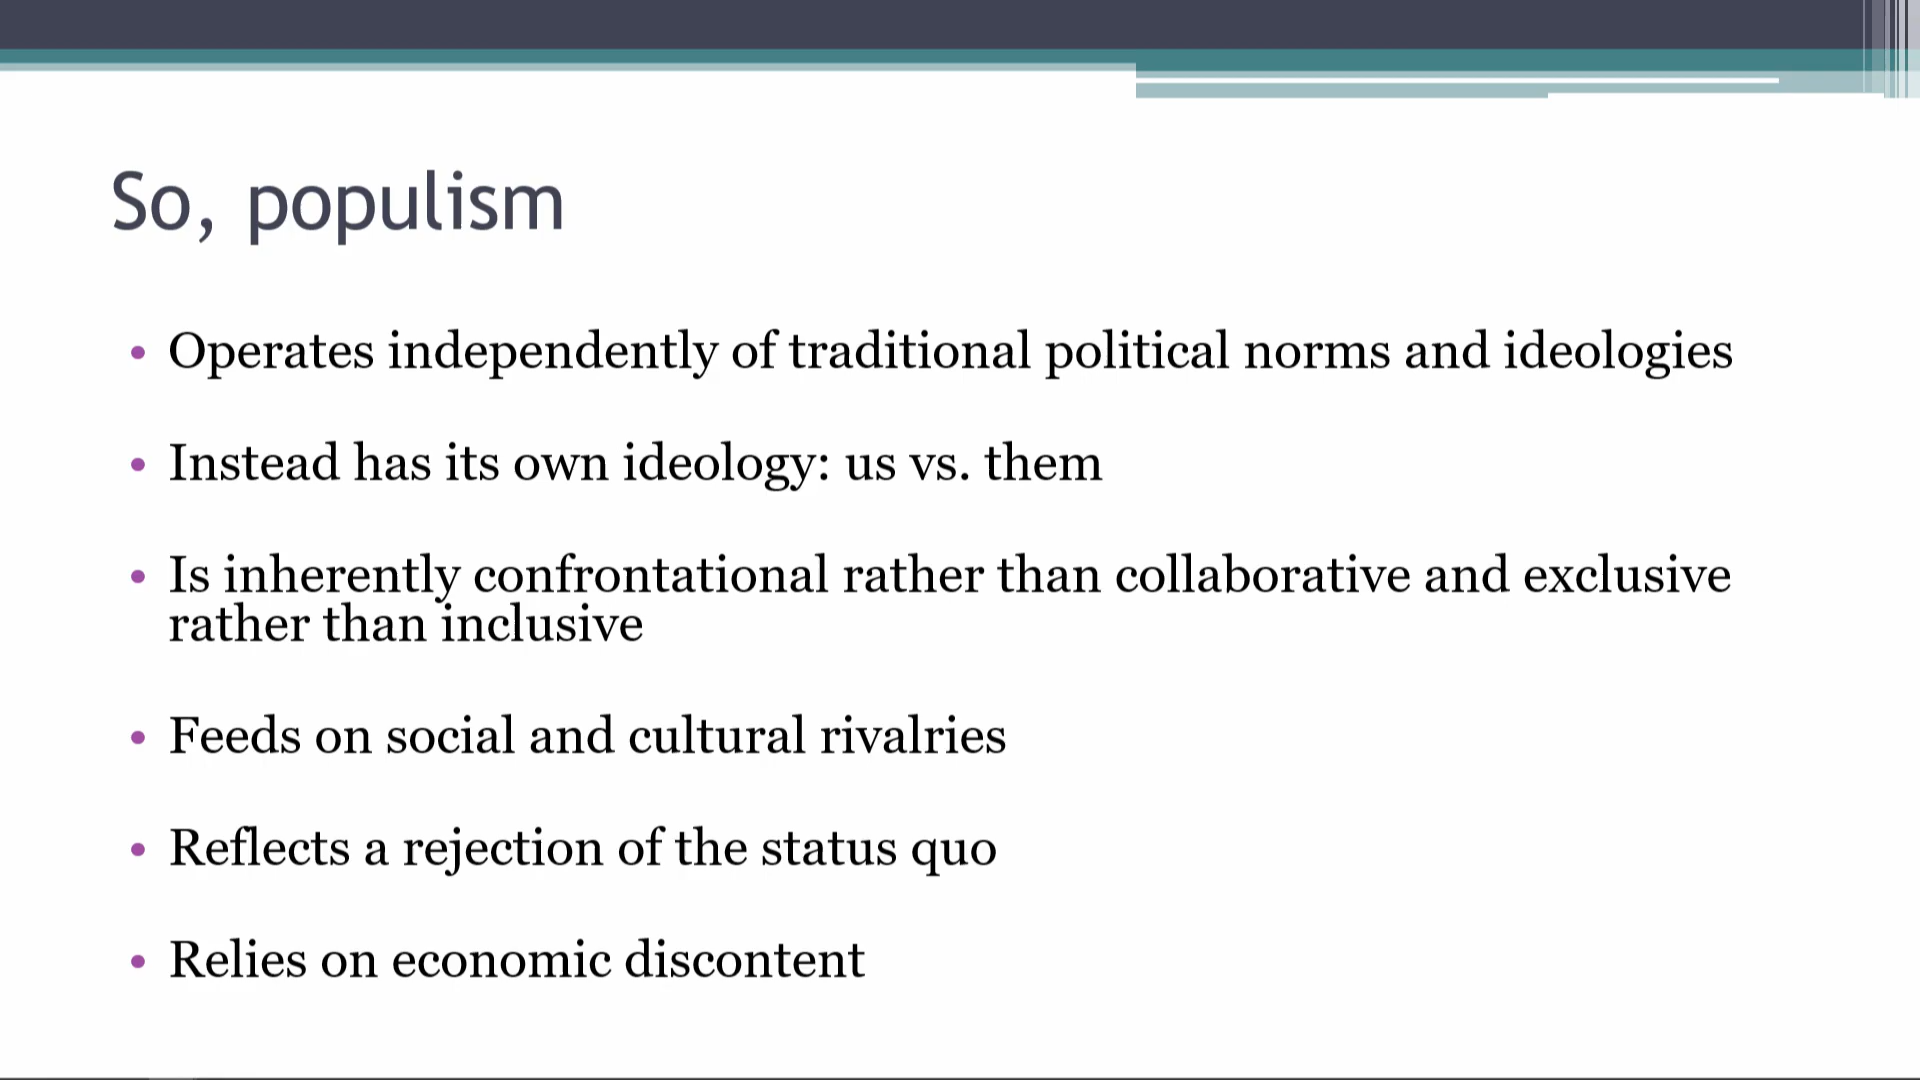 So, populism
• Operates independently of traditional political norms and ideologies
• Instead has its own ideology: us vs. them
• Is inherently confrontational rather than collaborative and exclusive
rather than inclusive
• Feeds on social and cultural rivalries
• Reflects a rejection of the status quo
• Relies on economic discontent